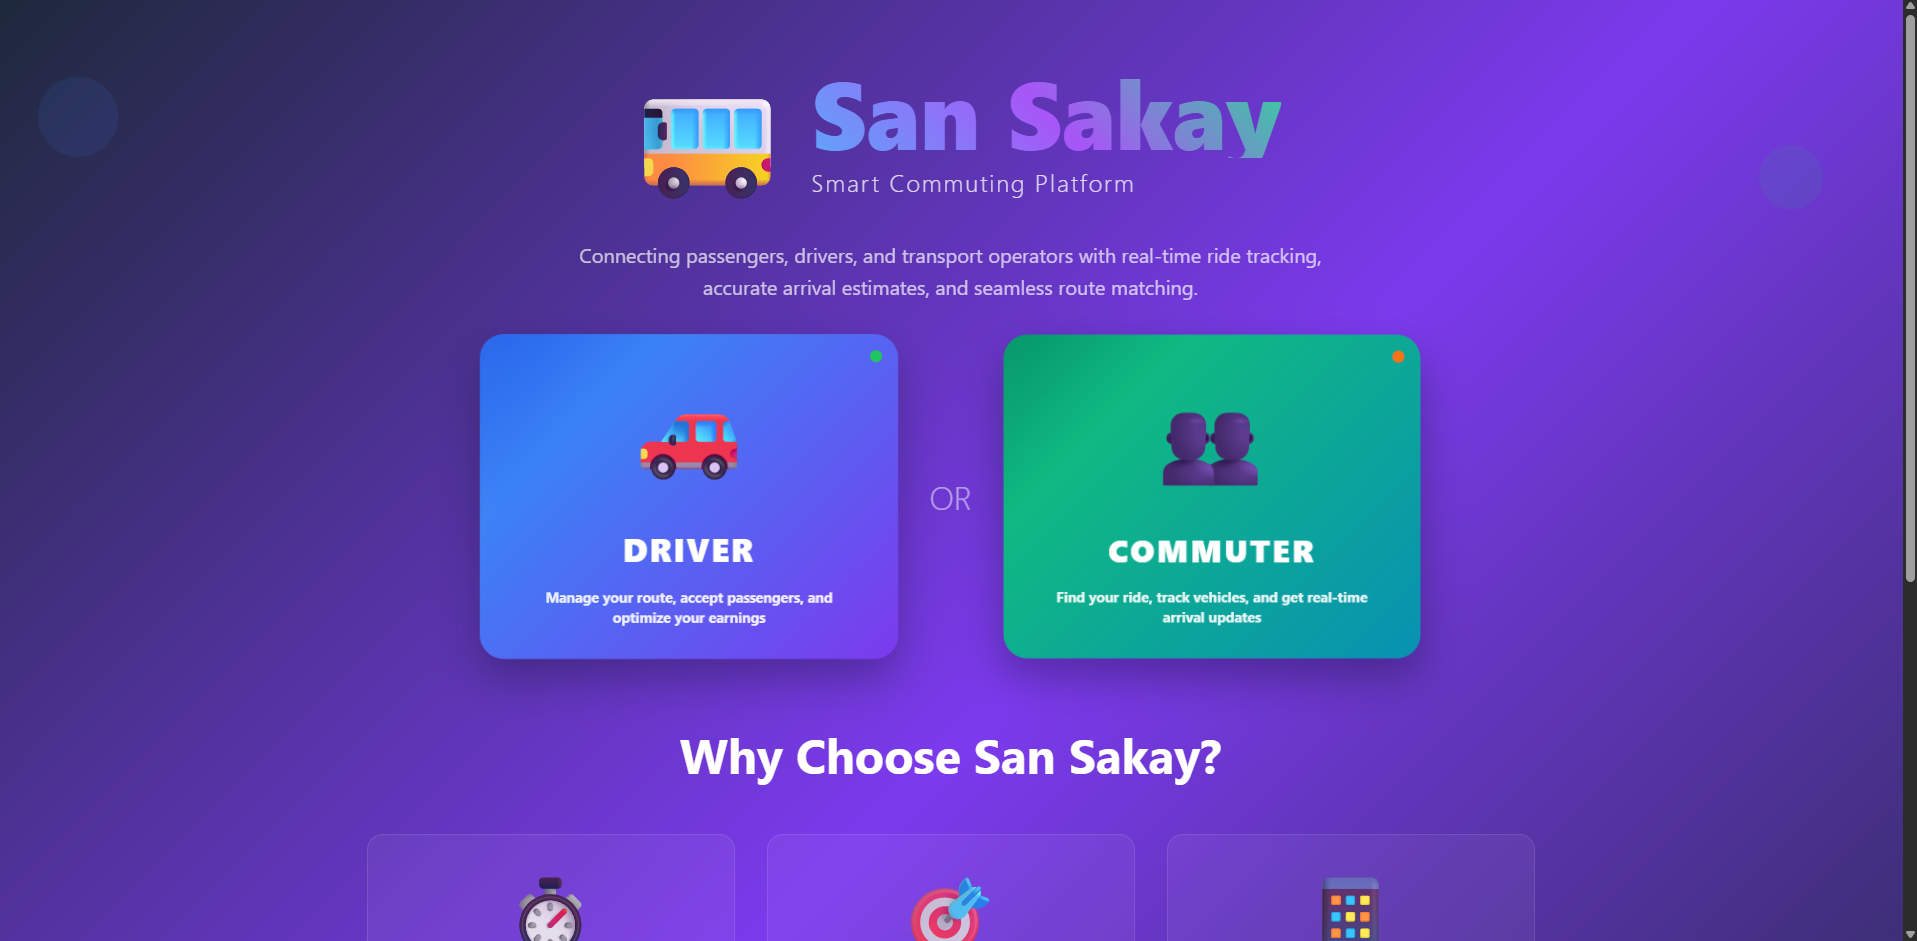 San Sakay
Smart Commuting Platform
Connecting passengers, drivers, and transport operators with real-time ride tracking,
accurate arrival estimates, and seamless route matching.
DRIVER
Manage your route, accept passengers, and
optimize your earnings
OR
COMMUTER
Find your ride, track vehicles, and get real-time
arrival updates
Why Choose San Sakay?